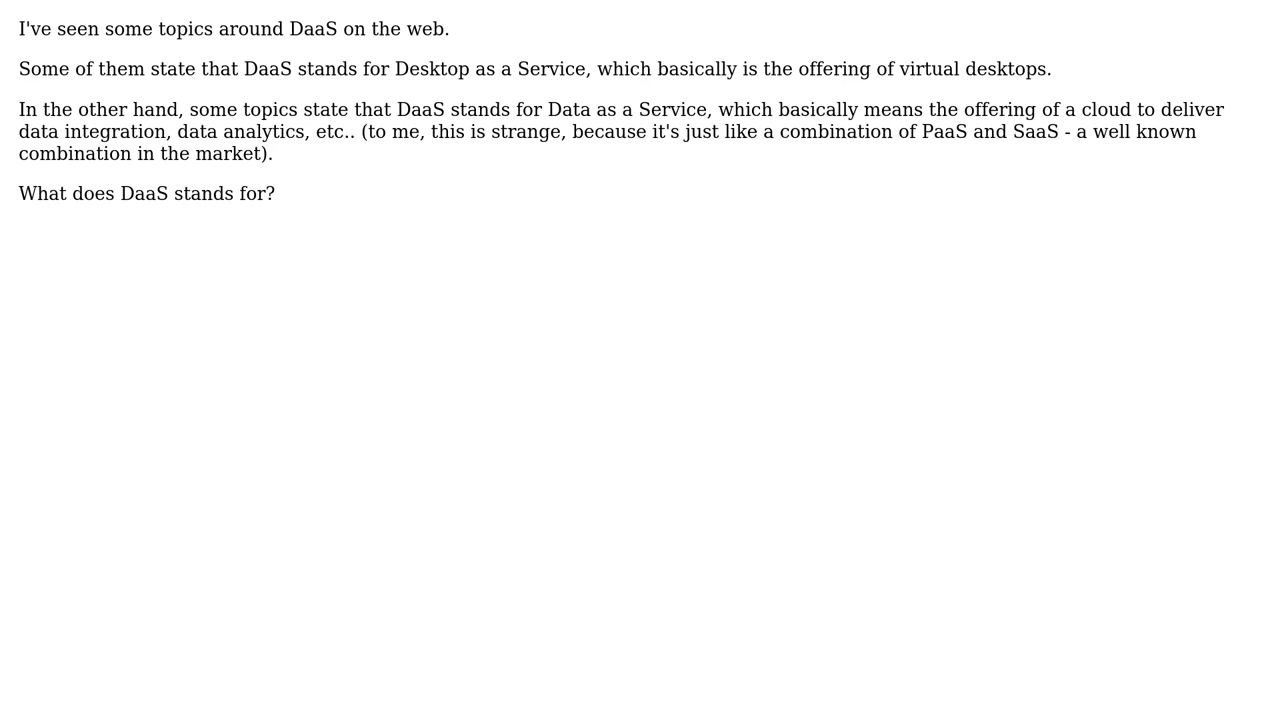 I've seen some topics around DaaS on the web.
Some of them state that DaaS stands for Desktop as a Service, which basically is the offering of virtual desktops.
In the other hand, some topics state that DaaS stands for Data as a Service, which basically means the offering of a cloud to deliver
data integration, data analytics, etc.. (to me, this is strange, because it's just like a combination of PaaS and SaaS - a well known
combination in the market).
What does DaaS stands for?